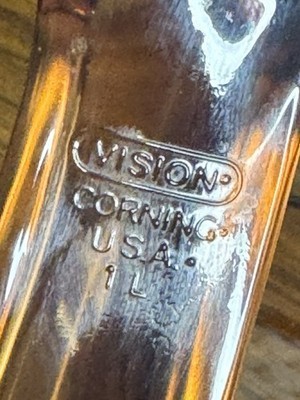 VISION
CORNING
U.S.A.
1 L